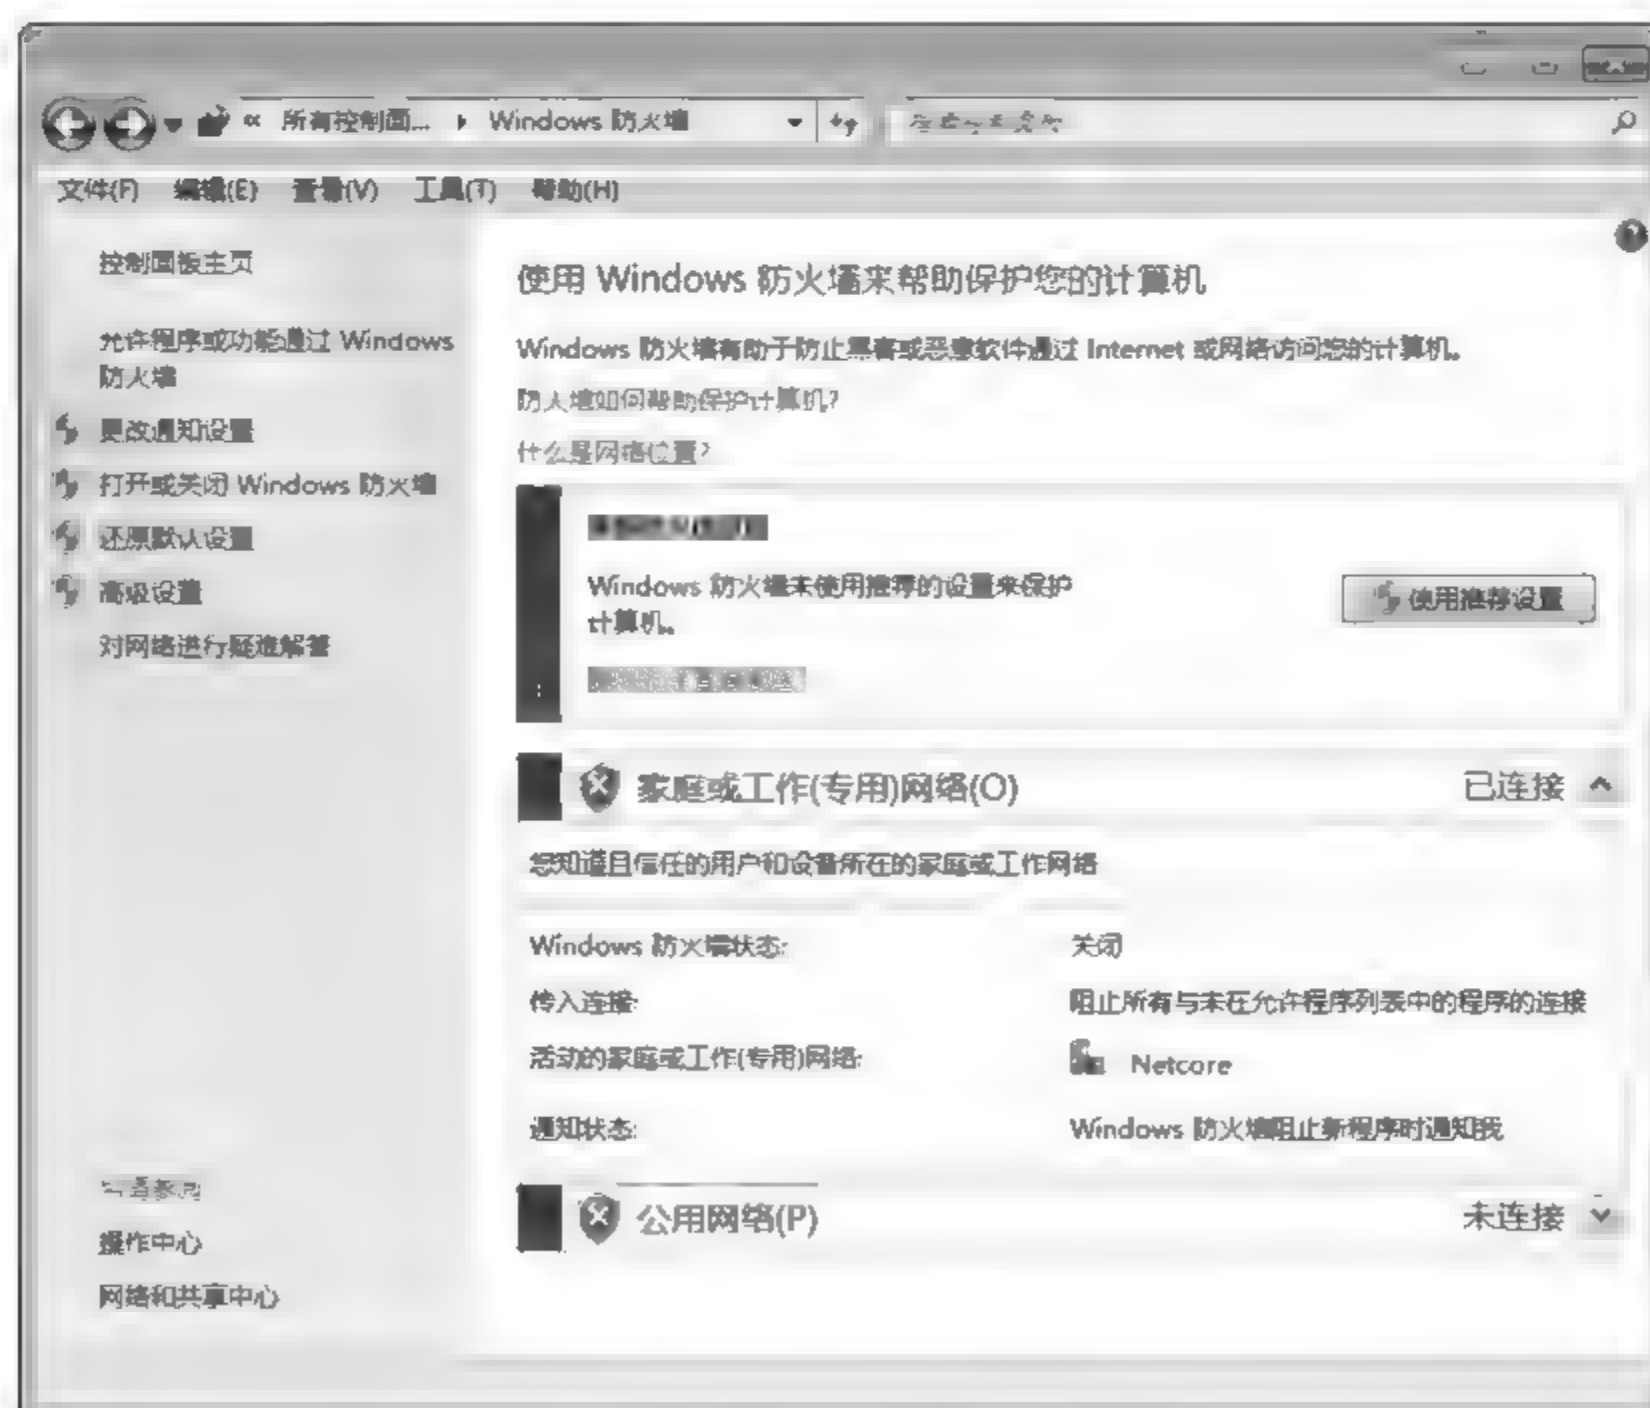 « 所有控制面... ▸ Windows 防火墙
文件(F) 编辑(E) 查看(V) 工具(T) 帮助(H)
控制面板主页
允许程序或功能通过 Windows
防火墙
更改通知设置
打开或关闭 Windows 防火墙
还原默认设置
高级设置
对网络进行疑难解答
操作中心
网络和共享中心
使用 Windows 防火墙来帮助保护您的计算机
Windows 防火墙有助于防止黑客或恶意软件通过 Internet 或网络访问您的计算机。
防火墙如何帮助保护计算机?
什么是网络位置?
Windows 防火墙未使用推荐的设置来保护
计算机。
使用推荐设置
家庭或工作(专用)网络(O) 已连接
您知道且信任的用户和设备所在的家庭或工作网络
Windows 防火墙状态: 关闭
传入连接: 阻止所有与未在允许程序列表中的程序的连接
活动的家庭或工作(专用)网络: Netcore
通知状态: Windows 防火墙阻止新程序时通知我
公用网络(P) 未连接